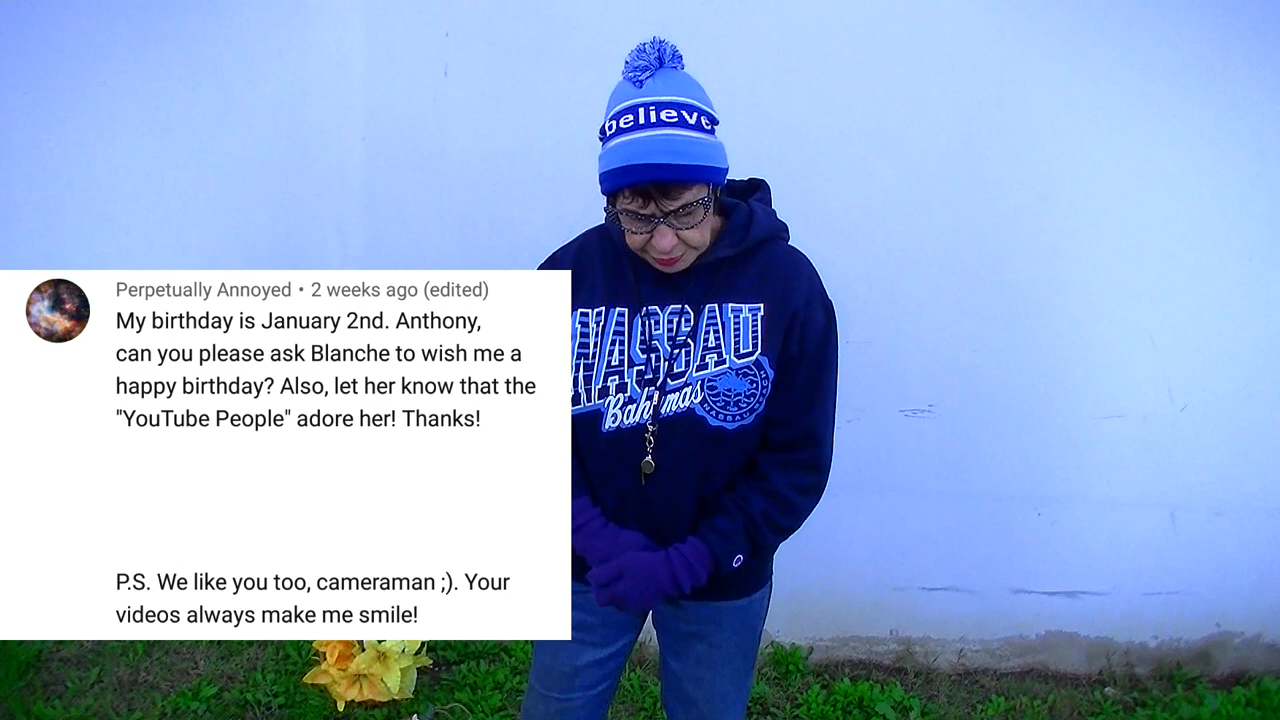 believe
Perpetually Annoyed • 2 weeks ago (edited)
My birthday is January 2nd. Anthony,
can you please ask Blanche to wish me a
happy birthday? Also, let her know that the
"YouTube People" adore her! Thanks!
P.S. We like you too, cameraman ;). Your
videos always make me smile!
NASSAU
Bahamas